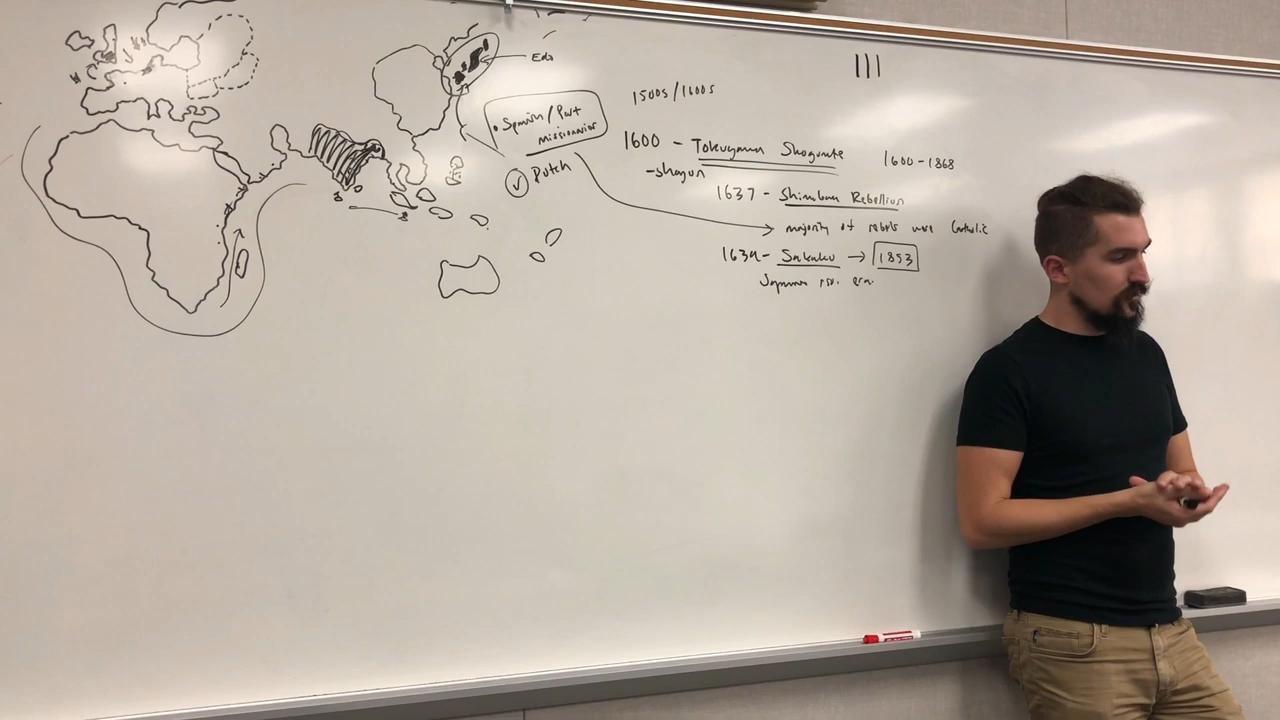 Edo
III
1500s/1600s
• Spanish/Port
missionaries
✓ Dutch
1600 - Tokugawa Shogunate 1600-1868
-shogun
1637 - Shimabara Rebellion
→ majority of rebels were Catholic
1639 - Sakoku → 1853